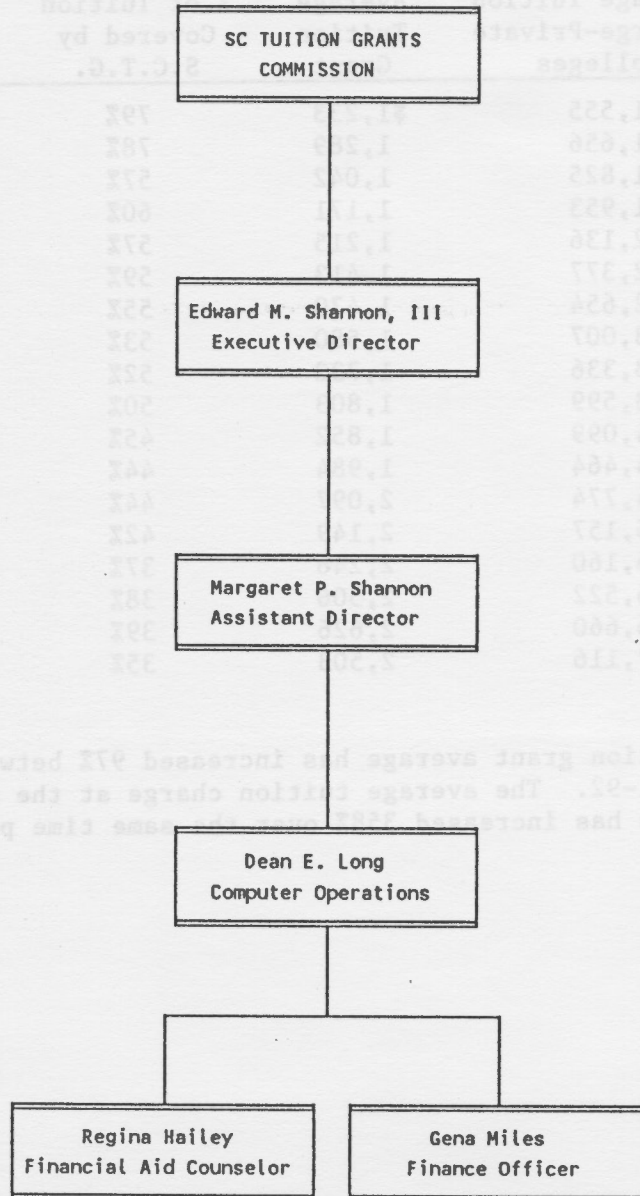 SC TUITION GRANTS
COMMISSION
Edward M. Shannon, III
Executive Director
Margaret P. Shannon
Assistant Director
Dean E. Long
Computer Operations
Regina Hailey
Financial Aid Counselor
Gena Miles
Finance Officer